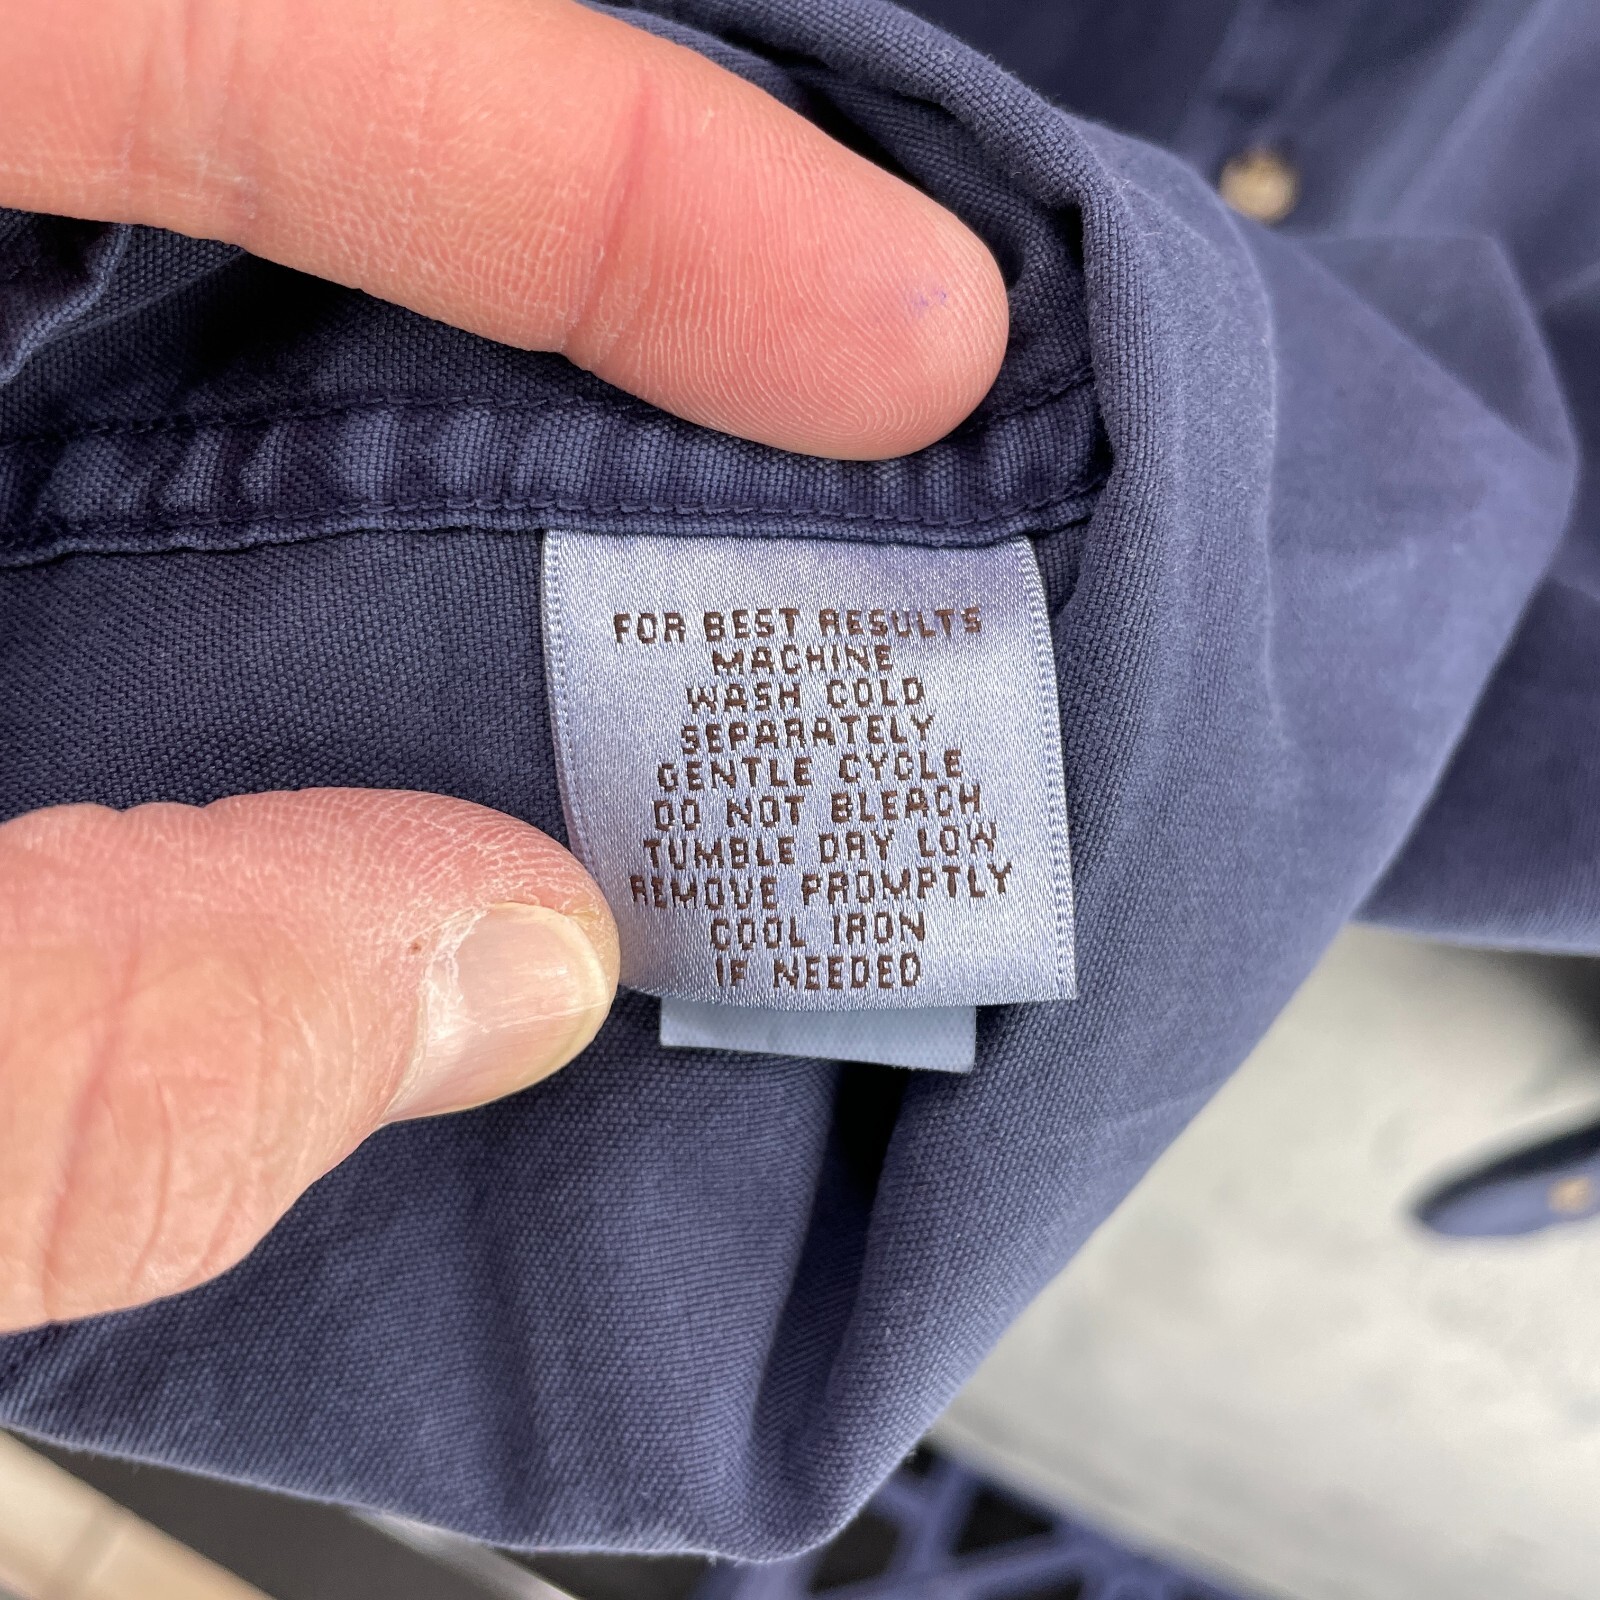 FOR BEST RESULTS
MACHINE
WASH COLD
SEPARATELY
GENTLE CYCLE
DO NOT BLEACH
TUMBLE DRY LOW
REMOVE PROMPTLY
COOL IRON
IF NEEDED